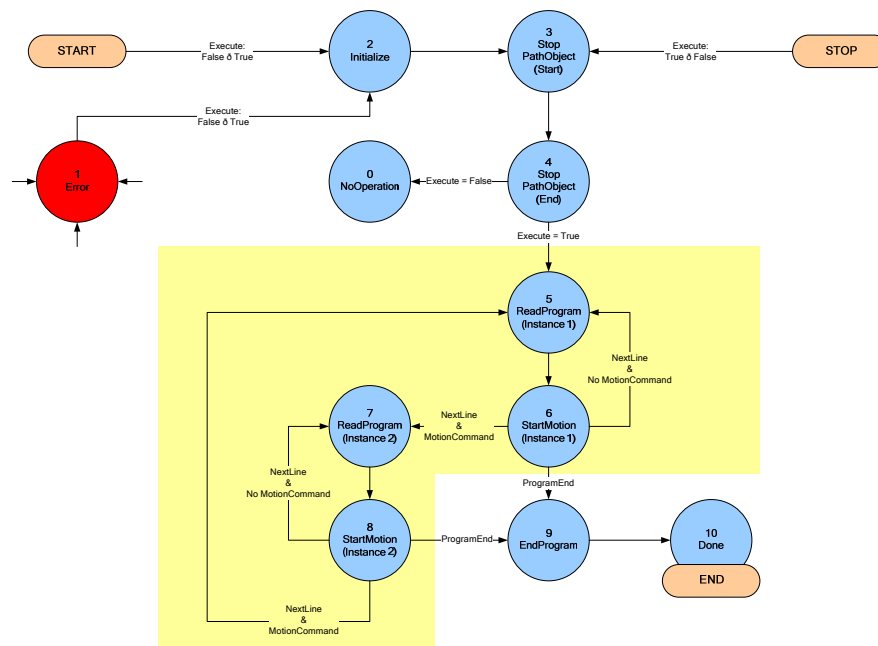 START
Execute:
False ð True
2
Initialize
3
Stop
PathObject
(Start)
Execute:
True ð False
STOP
Execute:
False ð True
1
Error
0
NoOperation
Execute = False
4
Stop
PathObject
(End)
Execute = True
5
ReadProgram
(Instance 1)
NextLine
&
No MotionCommand
7
ReadProgram
(Instance 2)
NextLine
&
MotionCommand
6
StartMotion
(Instance 1)
NextLine
&
No MotionCommand
ProgramEnd
8
StartMotion
(Instance 2)
ProgramEnd
9
EndProgram
10
Done
END
NextLine
&
MotionCommand